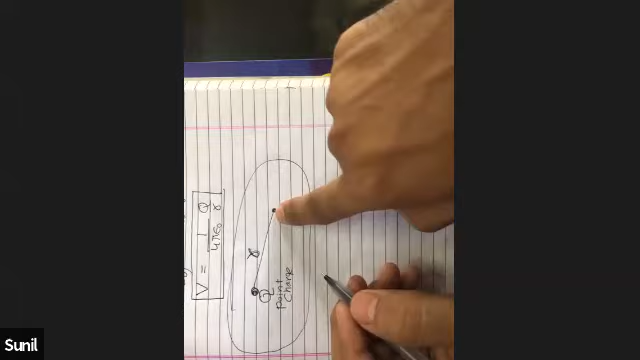 V = 1/4πε₀ Q/r
r
Q
Point
Charge
Sunil